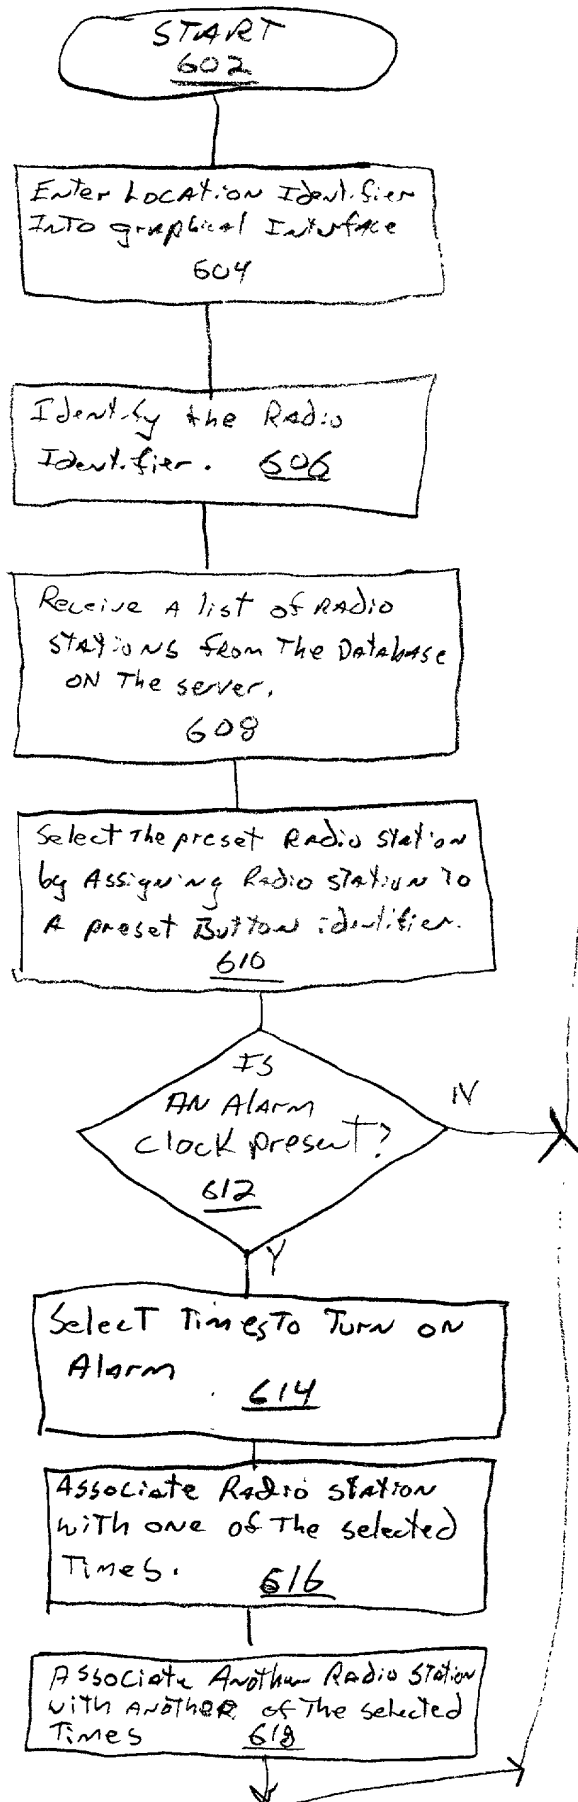 START
602
Enter Location Identifier
Into graphical Interface
604
Identify the Radio
Identifier. 606
Receive A list of Radio
stations from The Database
on The server.
608
Select The preset Radio station
by Assigning Radio station to
A preset Button identifier.
610
Is
AN Alarm
clock present?
612
N
Y
Select Times To Turn on
Alarm
614
Associate Radio station
with one of The selected
Times. 616
Associate Another Radio station
with ANOTHER of The selected
Times 618